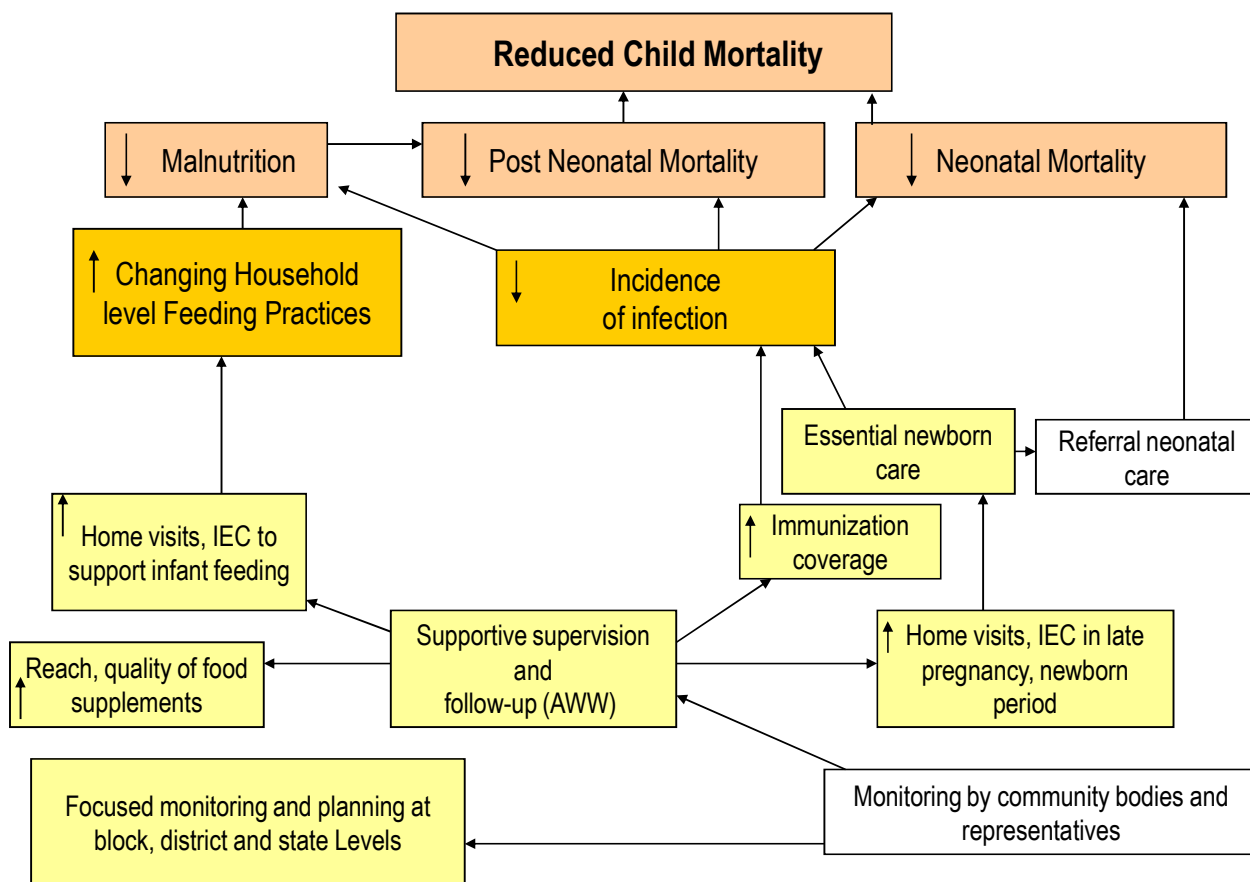 Reduced Child Mortality
Malnutrition
Post Neonatal Mortality
Neonatal Mortality
Changing Household
level Feeding Practices
Incidence
of infection
Essential newborn
care
Referral neonatal
care
Home visits, IEC to
support infant feeding
Immunization
coverage
Supportive supervision
and
follow-up (AWW)
Home visits, IEC in late
pregnancy, newborn
period
Reach, quality of food
supplements
Focused monitoring and planning at
block, district and state Levels
Monitoring by community bodies and
representatives